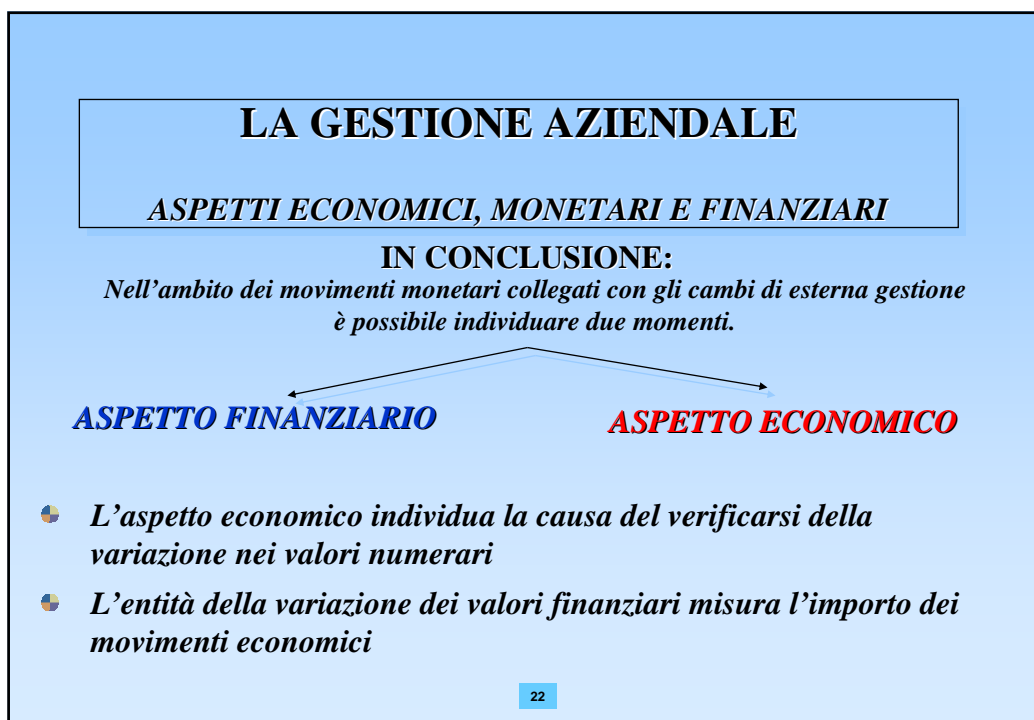 LA GESTIONE AZIENDALE
ASPETTI ECONOMICI, MONETARI E FINANZIARI
IN CONCLUSIONE:
Nell’ambito dei movimenti monetari collegati con gli cambi di esterna gestione
è possibile individuare due momenti.
ASPETTO FINANZIARIO
ASPETTO ECONOMICO
L’aspetto economico individua la causa del verificarsi della
variazione nei valori numerari
L’entità della variazione dei valori finanziari misura l’importo dei
movimenti economici
22